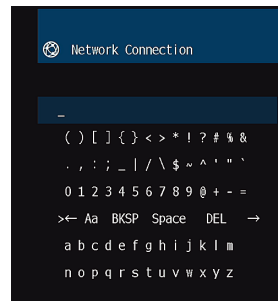 Network Connection
_
( ) [ ] { } < > * ! ? # % &
. , : ; _ | / \ $ ~ ^ ' " `
0 1 2 3 4 5 6 7 8 9 @ + - =
>← Aa BKSP Space DEL →
a b c d e f g h i j k l m
n o p q r s t u v w x y z